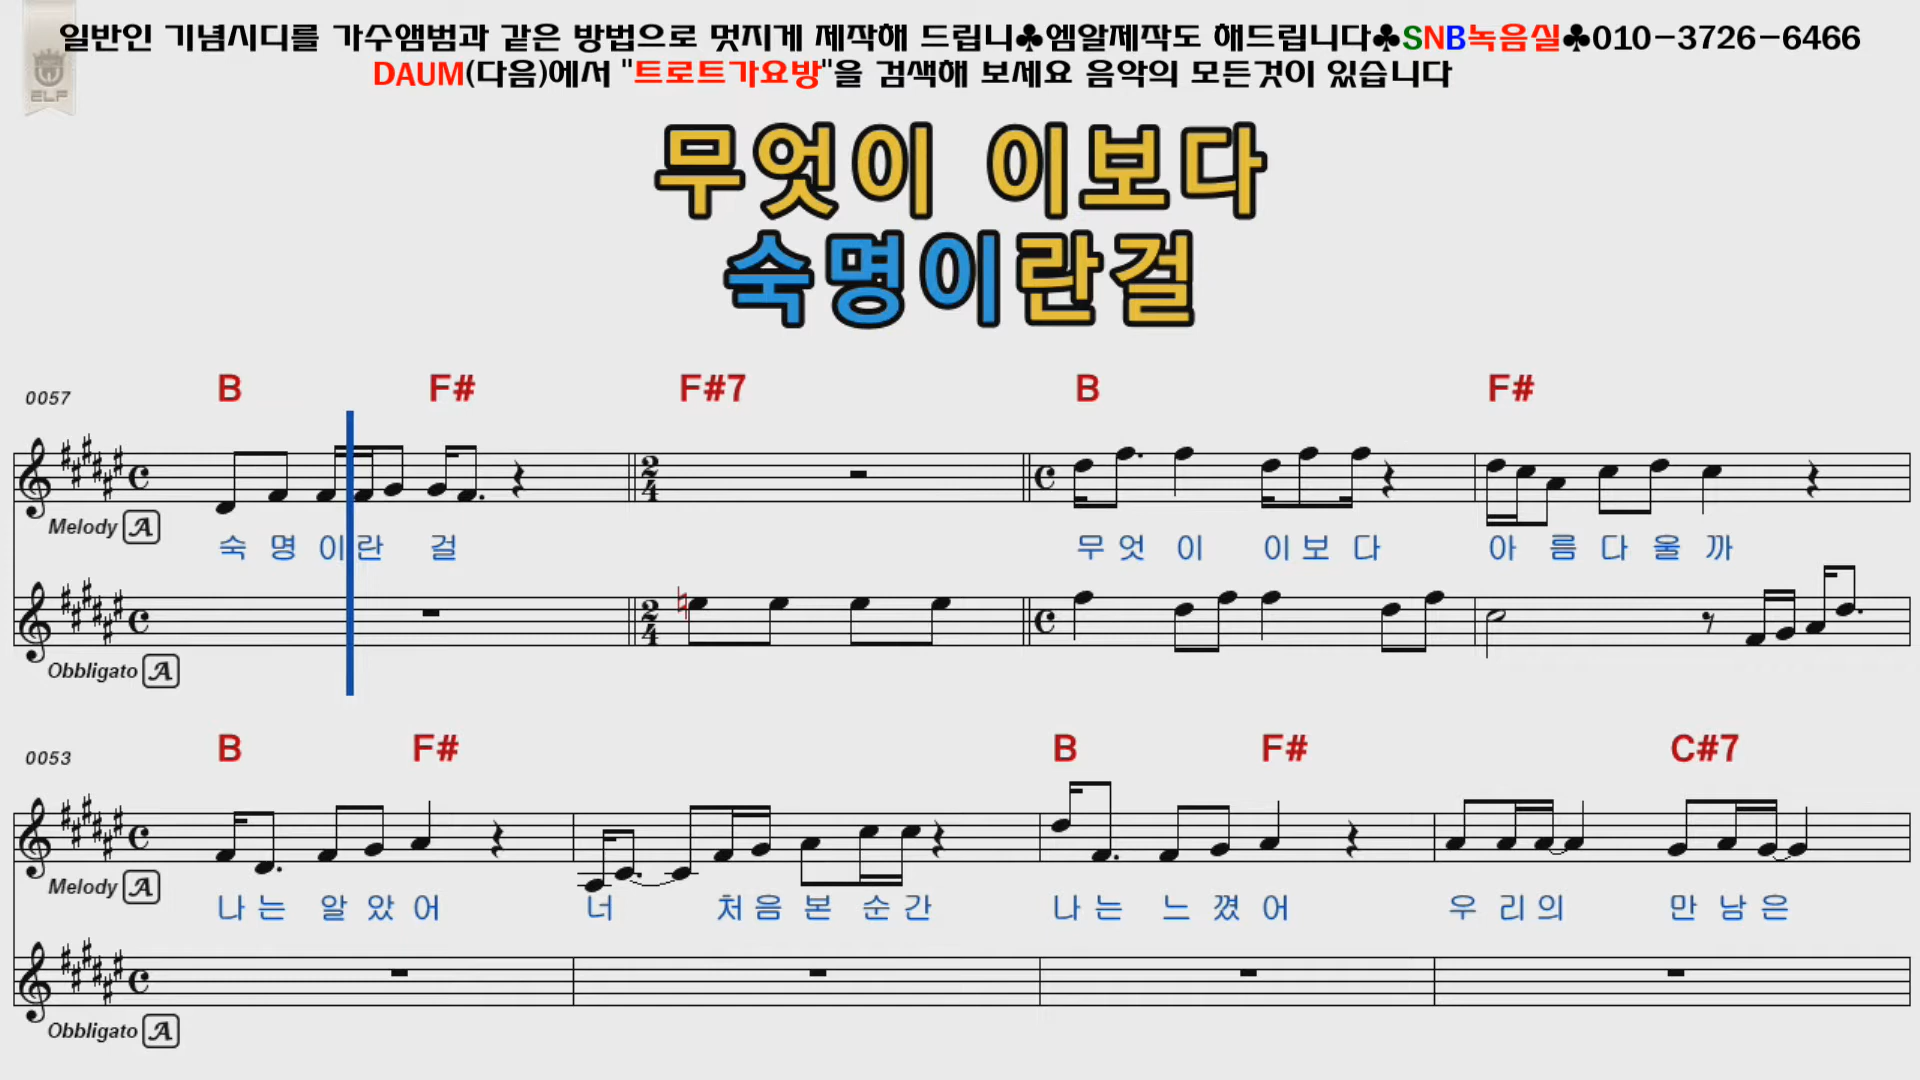 일반인 기념시디를 가수앨범과 같은 방법으로 멋지게 제작해 드립니♣엠알제작도 해드립니다♣SNB녹음실♣010-3726-6466
DAUM(다음)에서 "트로트가요방"을 검색해 보세요 음악의 모든것이 있습니다
ELF
무엇이 이보다
숙명이란걸
0057 B F# F#7 B F#
Melody A
숙 명 이 란 걸 무 엇 이 이 보 다 아 름 다 울 까
Obbligato A
0053 B F# B F# C#7
Melody A
나 는 알 았 어 너 처 음 본 순 간 나 는 느 꼈 어 우 리 의 만 남 은
Obbligato A